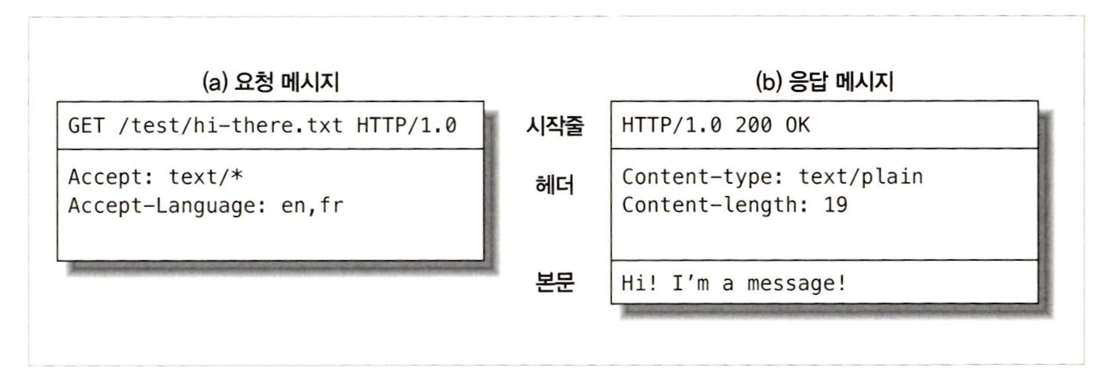 (a) 요청 메시지
GET /test/hi-there.txt HTTP/1.0
Accept: text/*
Accept-Language: en,fr
시작줄
헤더
본문
(b) 응답 메시지
HTTP/1.0 200 OK
Content-type: text/plain
Content-length: 19
Hi! I'm a message!